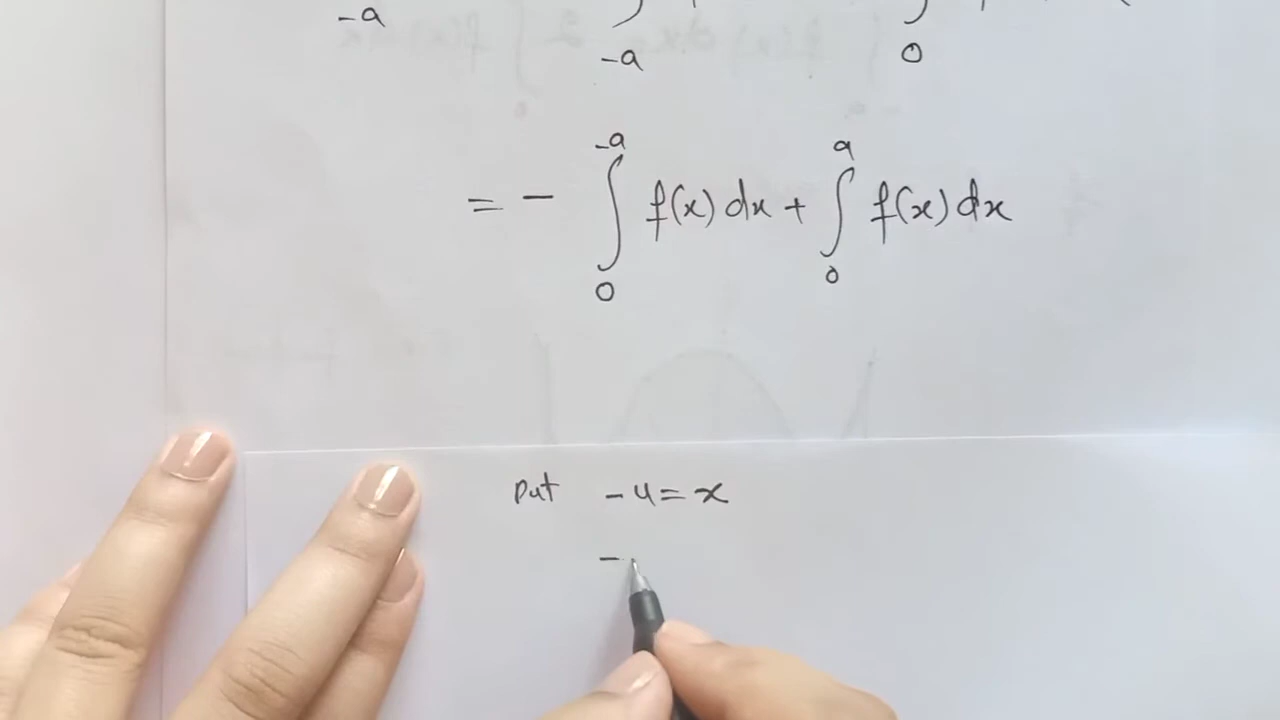 -a -a 0
-a a
= - ∫ f(x) dx + ∫ f(x) dx
0 0
Put -u = x
-